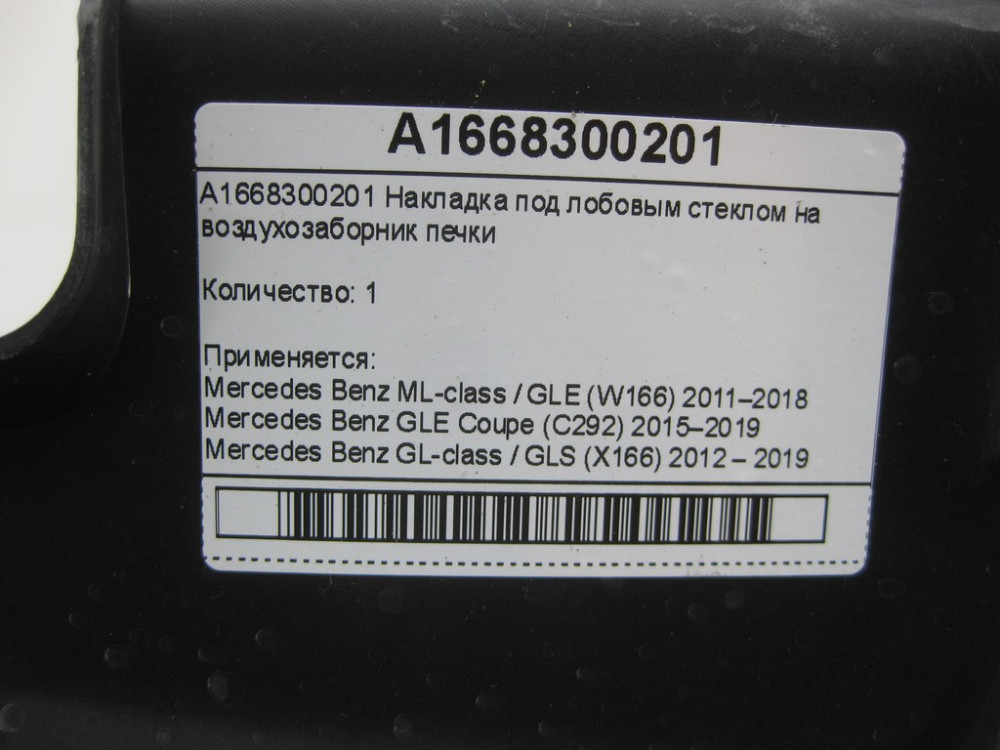 A1668300201
A1668300201 Накладка под лобовым стеклом на
воздухозаборник печки
Количество: 1
Применяется:
Mercedes Benz ML-class / GLE (W166) 2011–2018
Mercedes Benz GLE Coupe (C292) 2015–2019
Mercedes Benz GL-class / GLS (X166) 2012 – 2019